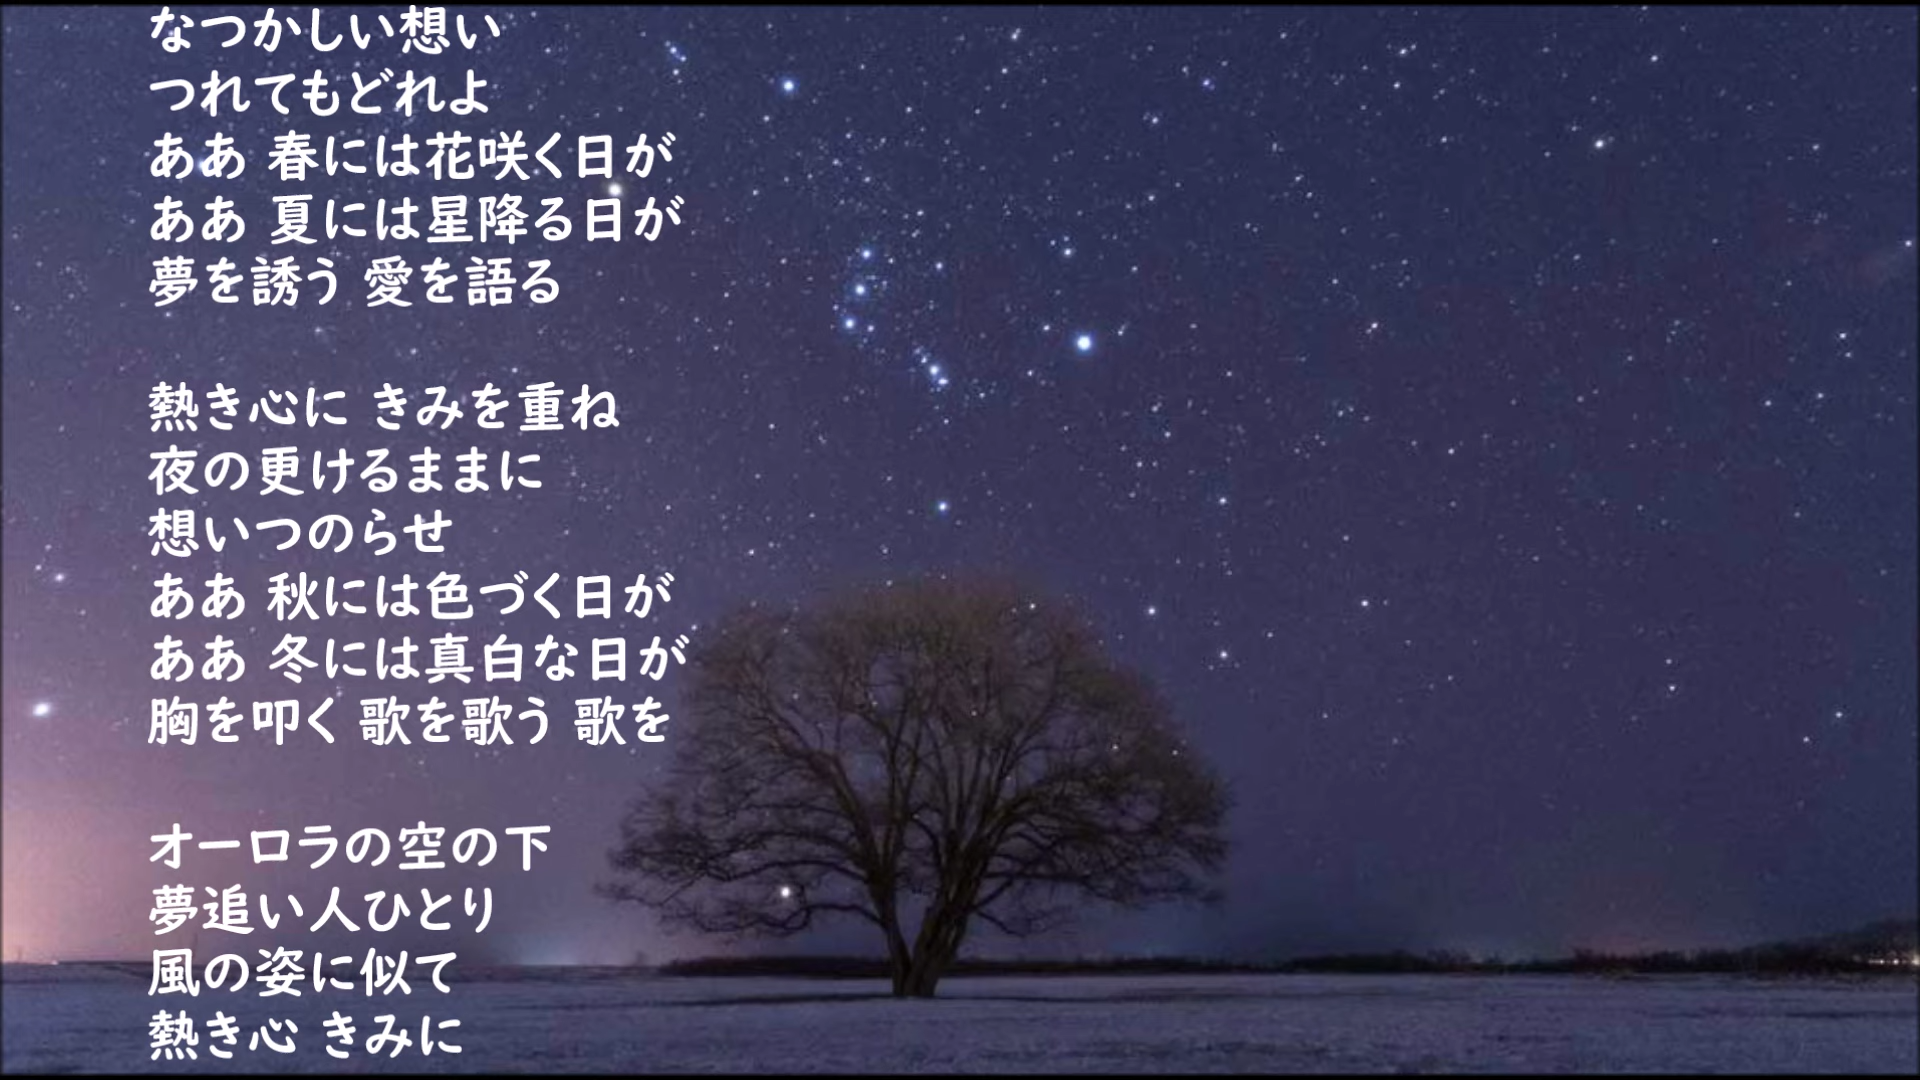 なつかしい想い
つれてもどれよ
ああ 春には花咲く日が
ああ 夏には星降る日が
夢を誘う 愛を語る
熱き心に きみを重ね
夜の更けるままに
想いつのらせ
ああ 秋には色づく日が
ああ 冬には真白な日が
胸を叩く 歌を歌う 歌を
オーロラの空の下
夢追い人ひとり
風の姿に似て
熱き心 きみに